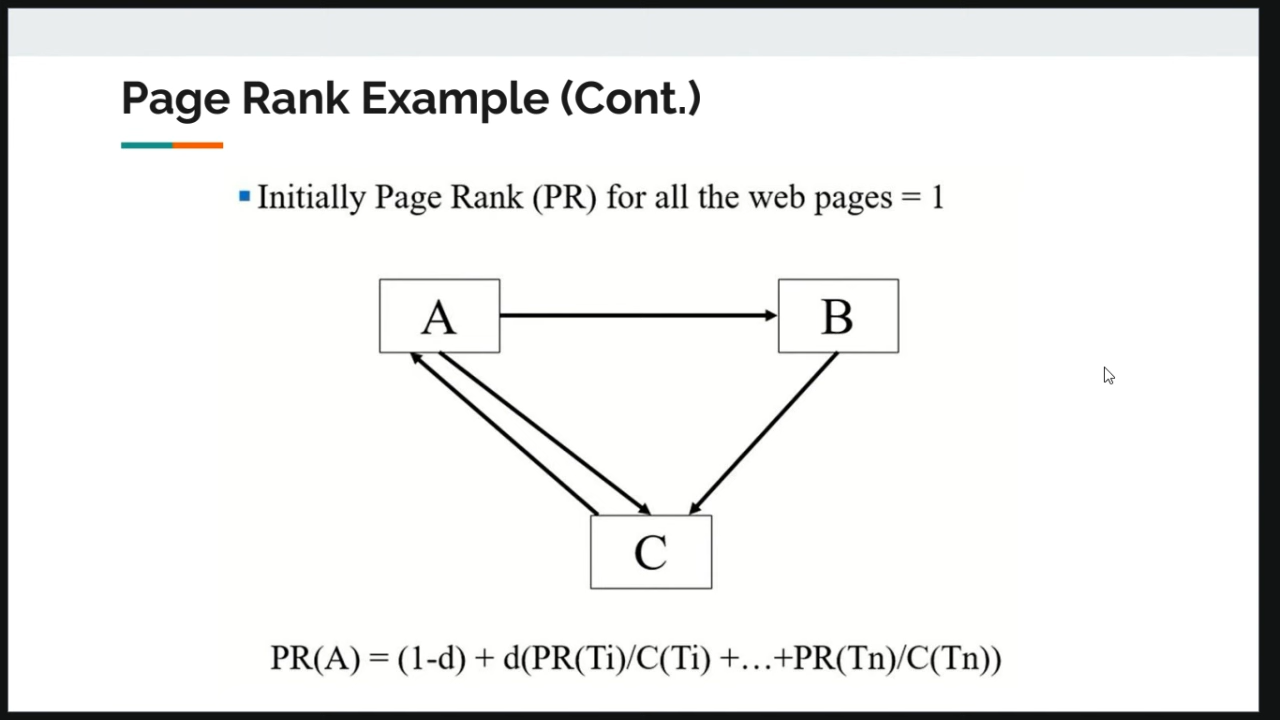 Page Rank Example (Cont.)
Initially Page Rank (PR) for all the web pages = 1
A
B
C
PR(A) = (1-d) + d(PR(Ti)/C(Ti) +…+PR(Tn)/C(Tn))